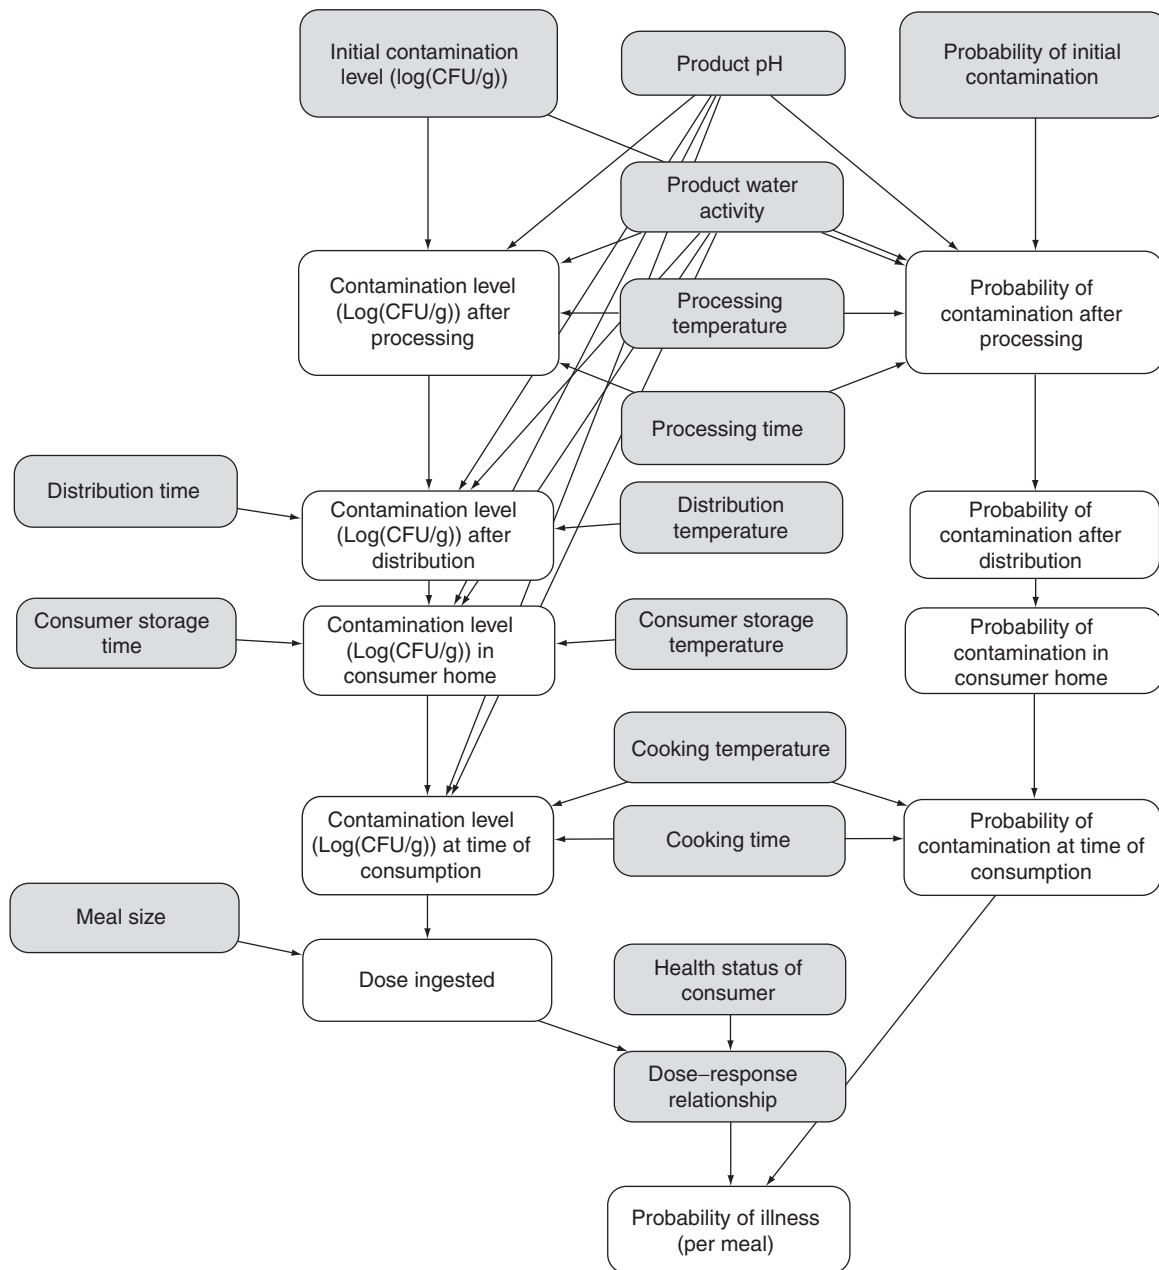 Initial contamination
level (log(CFU/g))
Product pH
Probability of initial
contamination
Product water
activity
Contamination level
(Log(CFU/g)) after
processing
Processing
temperature
Probability of
contamination after
processing
Processing time
Distribution time
Contamination level
(Log(CFU/g)) after
distribution
Distribution
temperature
Probability of
contamination after
distribution
Consumer storage
time
Contamination level
(Log(CFU/g)) in
consumer home
Consumer storage
temperature
Probability of
contamination in
consumer home
Cooking temperature
Contamination level
(Log(CFU/g)) at time of
consumption
Cooking time
Probability of
contamination at time of
consumption
Meal size
Dose ingested
Health status of
consumer
Dose–response
relationship
Probability of illness
(per meal)